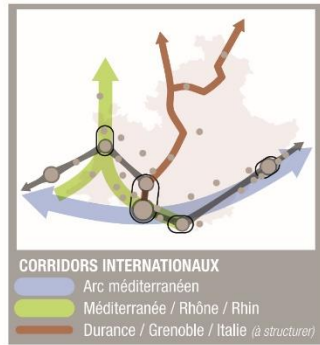 CORRIDORS INTERNATIONAUX
Arc méditerranéen
Méditerranée / Rhône / Rhin
Durance / Grenoble / Italie (à structurer)